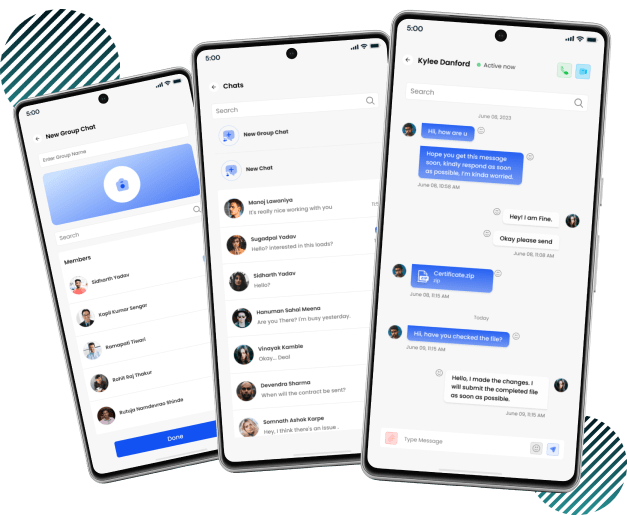 5:00
New Group Chat
Enter Group Name
Search
Members
Sidharth Yadav
Kapil Kumar Sengar
Ramapati Tiwari
Rohit Raj Thakur
Rutuja Namdevrao Shinde
Done
5:00
Chats
Search
New Group Chat
New Chat
Manoj Lawaniya
It's really nice working with you
Sugadpal Yadav
Hello? Interested in this loads?
Sidharth Yadav
Hello?
Hanuman Sahai Meena
Are you There? I'm busy yesterday.
Vinayak Kamble
Okay... Deal
Devendra Sharma
When will the contract be sent?
Somnath Ashok Karpe
Hey, I think there's an issue .
5:00
Kylee Danford
Active now
Search
June 08, 2023
Hii, how are u
Hope you get this message
soon, kindly respond as soon
as possible, I'm kinda worried.
June 08, 10:58 AM
Hey! I am Fine.
Okay please send
June 08, 11:08 AM
Certificate.zip
zip
June 08, 11:15 AM
Today
Hii, have you checked the file?
June 09, 11:15 AM
Hello, I made the changes. I
will submit the completed file
as soon as possible.
June 09, 11:15 AM
Type Message